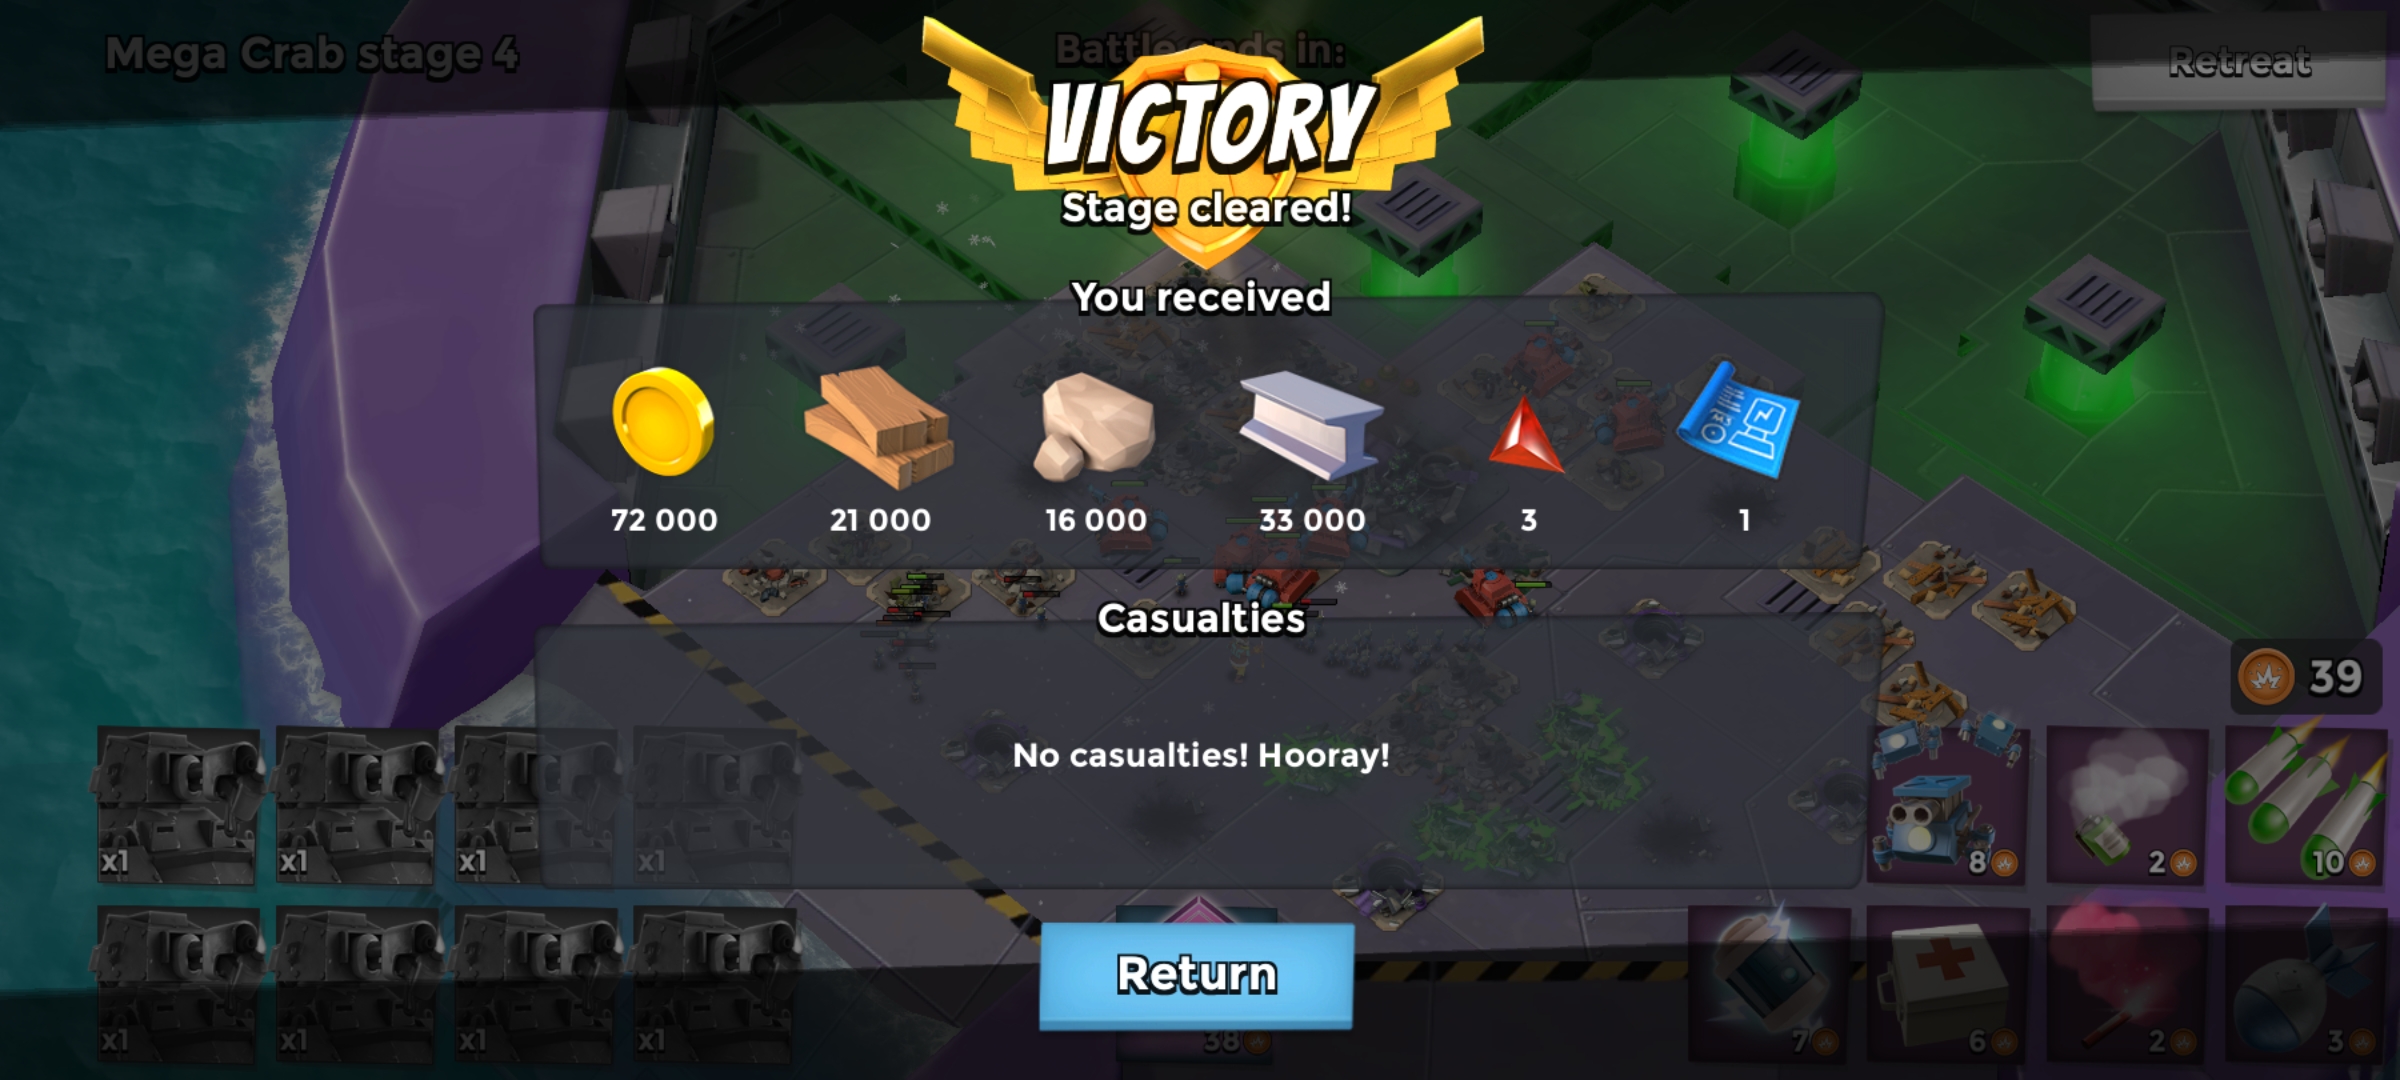 Mega Crab stage 4
Battle ends in:
Retreat
VICTORY
Stage cleared!
You received
72 000
21 000
16 000
33 000
3
1
Casualties
No casualties! Hooray!
39
x1
x1
x1
x1
8
2
10
x1
x1
x1
x1
Return
38
7
6
2
3